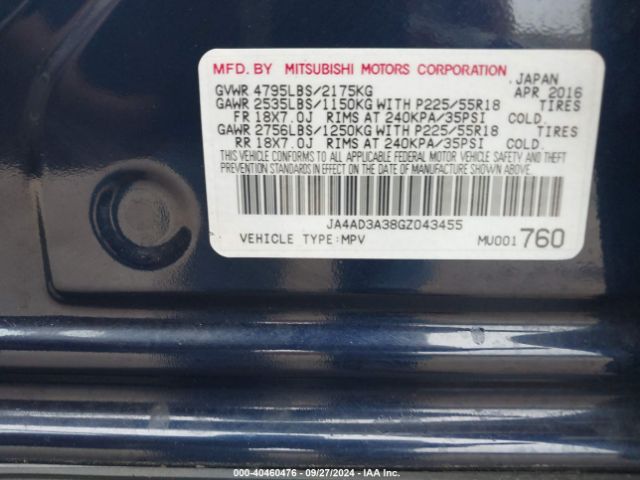 MFD. BY MITSUBISHI MOTORS CORPORATION
GVWR 4795LBS/2175KG JAPAN
APR 2016
GAWR 2535LBS/1150KG WITH P225/55R18 TIRES
FR 18X7.0J RIMS AT 240KPA/35PSI COLD.
GAWR 2756LBS/1250KG WITH P225/55R18 TIRES
RR 18X7.0J RIMS AT 240KPA/35PSI COLD.
THIS VEHICLE CONFORMS TO ALL APPLICABLE FEDERAL MOTOR VEHICLE SAFETY AND THEFT
PREVENTION STANDARDS IN EFFECT ON THE DATE OF MANUFACTURE SHOWN ABOVE.
JA4AD3A38GZ043455
VEHICLE TYPE:MPV MU001 760
000-40460476 - 09/27/2024 - IAA Inc.